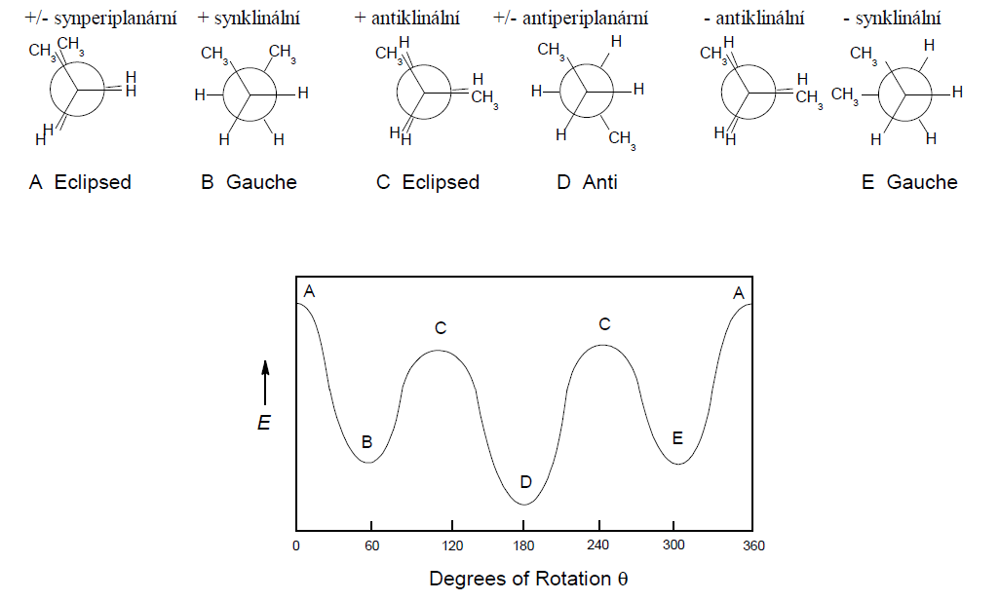 +/- synperiplanární + synklinální + antiklinální +/- antiperiplanární - antiklinální - synklinální
CH3 CH3 H H H H
CH3 CH3 H H H H
CH3 H H CH3 H H
CH3 H H H H CH3
CH3 H H CH3 H H
CH3 H CH3 H H H
A Eclipsed B Gauche C Eclipsed D Anti E Gauche
A A
C C
B E
D
E
0 60 120 180 240 300 360
Degrees of Rotation θ